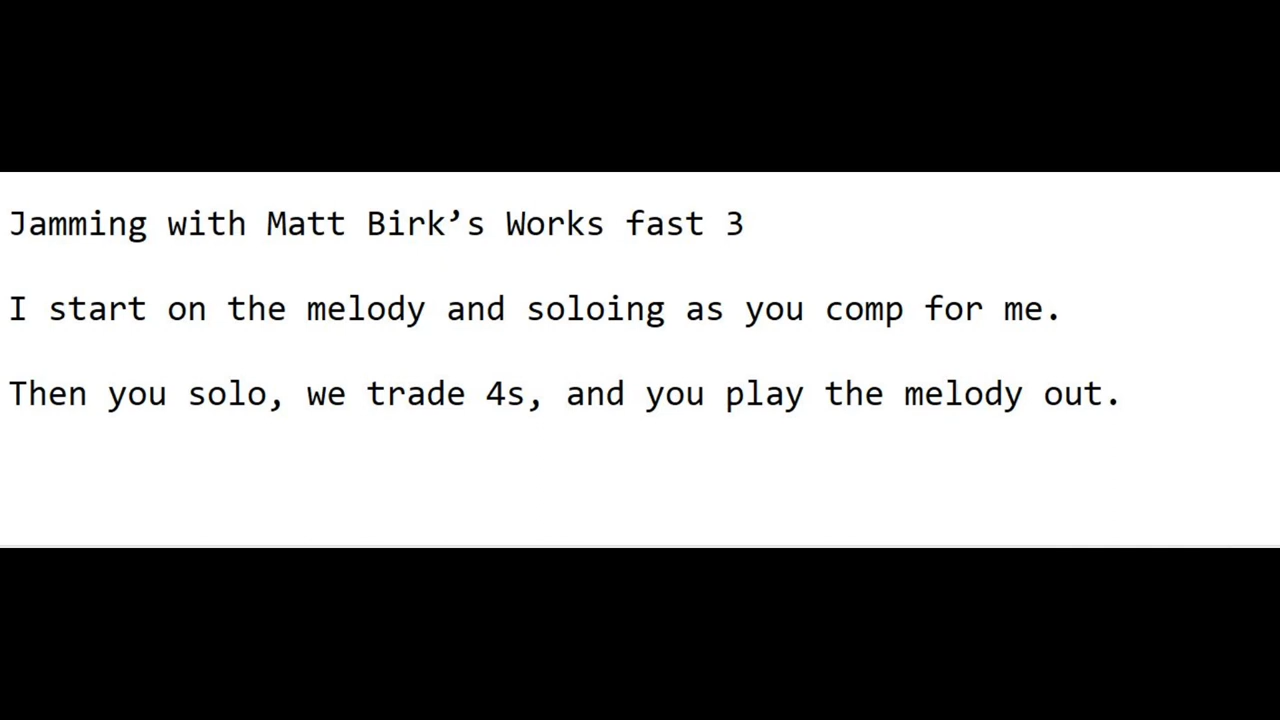 Jamming with Matt Birk’s Works fast 3
I start on the melody and soloing as you comp for me.
Then you solo, we trade 4s, and you play the melody out.